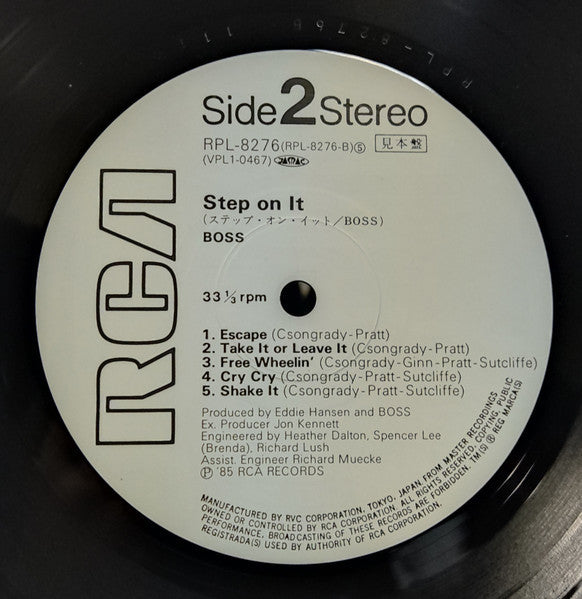 RPL-8276
Side 2 Stereo
RPL-8276 (RPL-8276-B)⑤ 見本盤
(VPL1-0467) JASRAC
RCA
Step on It
(ステップ・オン・イット/BOSS)
BOSS
33 1/3 rpm
1. Escape (Csongrady-Pratt)
2. Take It or Leave It (Csongrady-Pratt)
3. Free Wheelin' (Csongrady-Ginn-Pratt-Sutcliffe)
4. Cry Cry (Csongrady-Pratt-Sutcliffe)
5. Shake It (Csongrady-Pratt-Sutcliffe)
Produced by Eddie Hansen and BOSS
Ex. Producer Jon Kennett
Engineered by Heather Dalton, Spencer Lee
(Brenda), Richard Lush
Assist. Engineer Richard Muecke
Ⓟ '85 RCA RECORDS
MANUFACTURED BY RVC CORPORATION, TOKYO, JAPAN, FROM MASTER RECORDINGS
OWNED OR CONTROLLED BY RCA CORPORATION. ALL RIGHTS RESERVED, COPYING, PUBLIC
PERFORMANCE, BROADCASTING OF THESE RECORDS ARE FORBIDDEN. TM(S) ® REG MARCA(S)
REGISTRADA(S) USED BY AUTHORITY OF RCA CORPORATION.